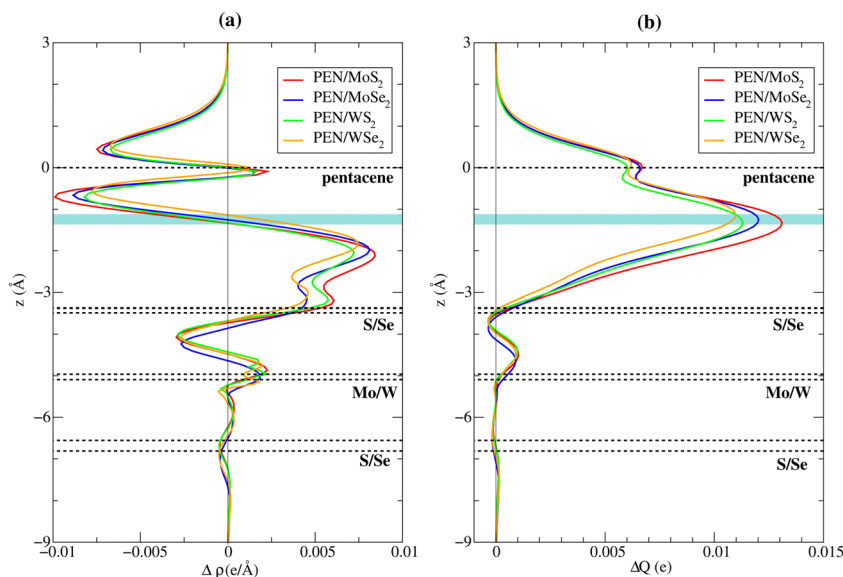 (a)
3
0
−3
−6
−9
z (Å)
PEN/MoS₂
PEN/MoSe₂
PEN/WS₂
PEN/WSe₂
pentacene
S/Se
Mo/W
S/Se
−0.01
−0.005
0
0.005
0.01
Δ ρ(e/Å)
(b)
3
0
−3
−6
−9
z (Å)
PEN/MoS₂
PEN/MoSe₂
PEN/WS₂
PEN/WSe₂
pentacene
S/Se
Mo/W
S/Se
0
0.005
0.01
0.015
ΔQ (e)